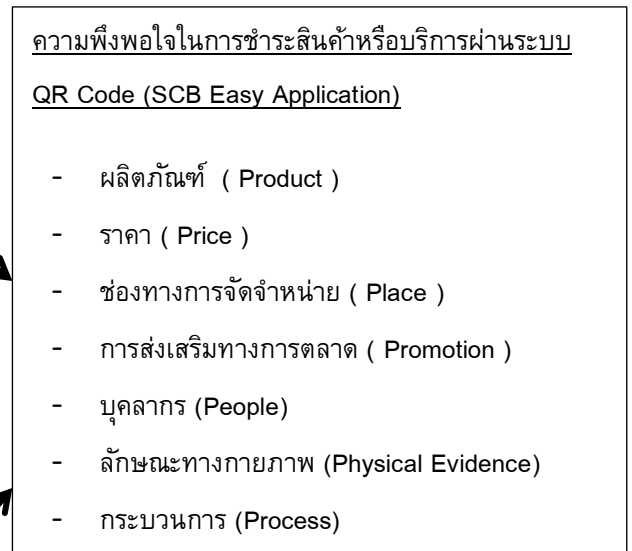 ความพึงพอใจในการชำระสินค้าหรือบริการผ่านระบบ
QR Code (SCB Easy Application)
- ผลิตภัณฑ์ ( Product )
- ราคา ( Price )
- ช่องทางการจัดจำหน่าย ( Place )
- การส่งเสริมทางการตลาด ( Promotion )
- บุคลากร (People)
- ลักษณะทางกายภาพ (Physical Evidence)
- กระบวนการ (Process)